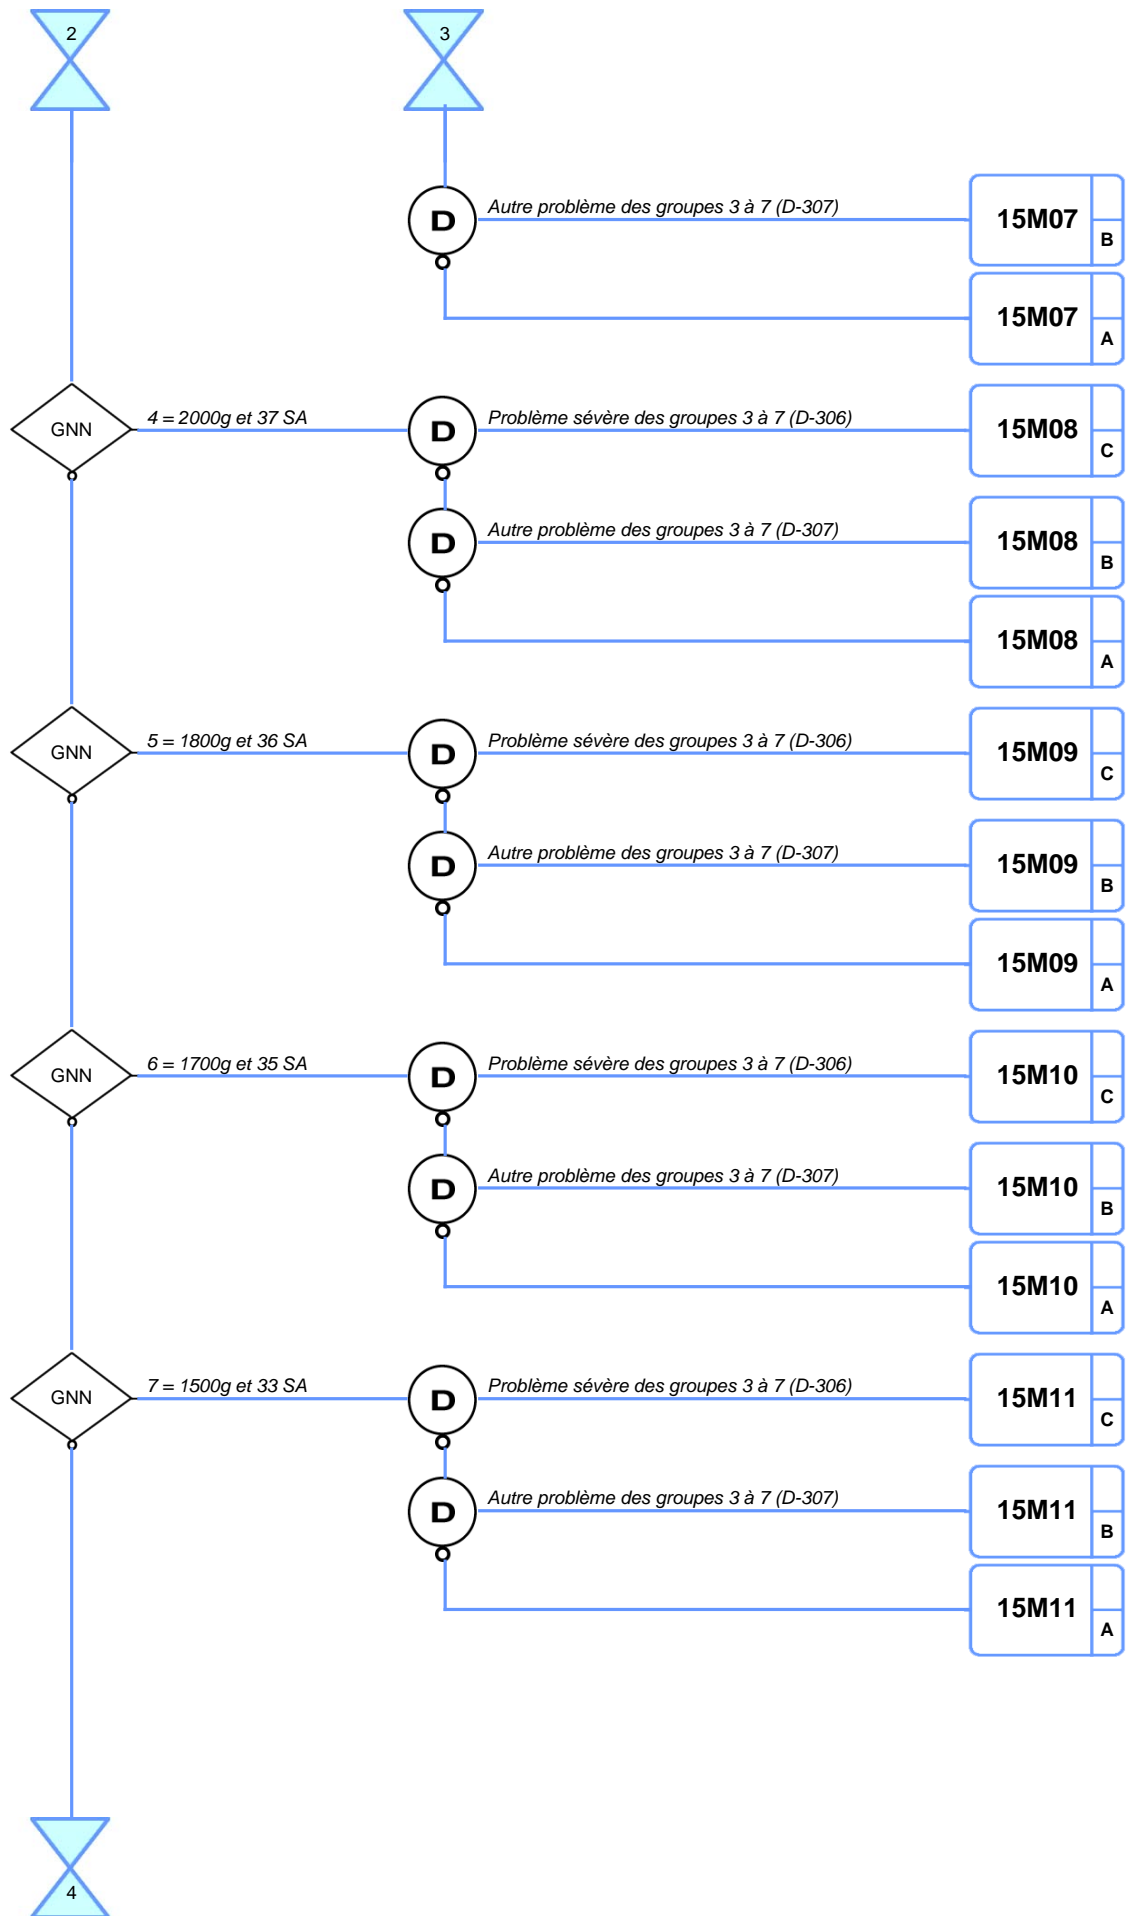 2
3
D
Autre problème des groupes 3 à 7 (D-307)
15M07
B
15M07
A
GNN
4 = 2000g et 37 SA
D
Problème sévère des groupes 3 à 7 (D-306)
15M08
C
D
Autre problème des groupes 3 à 7 (D-307)
15M08
B
15M08
A
GNN
5 = 1800g et 36 SA
D
Problème sévère des groupes 3 à 7 (D-306)
15M09
C
D
Autre problème des groupes 3 à 7 (D-307)
15M09
B
15M09
A
GNN
6 = 1700g et 35 SA
D
Problème sévère des groupes 3 à 7 (D-306)
15M10
C
D
Autre problème des groupes 3 à 7 (D-307)
15M10
B
15M10
A
GNN
7 = 1500g et 33 SA
D
Problème sévère des groupes 3 à 7 (D-306)
15M11
C
D
Autre problème des groupes 3 à 7 (D-307)
15M11
B
15M11
A
4